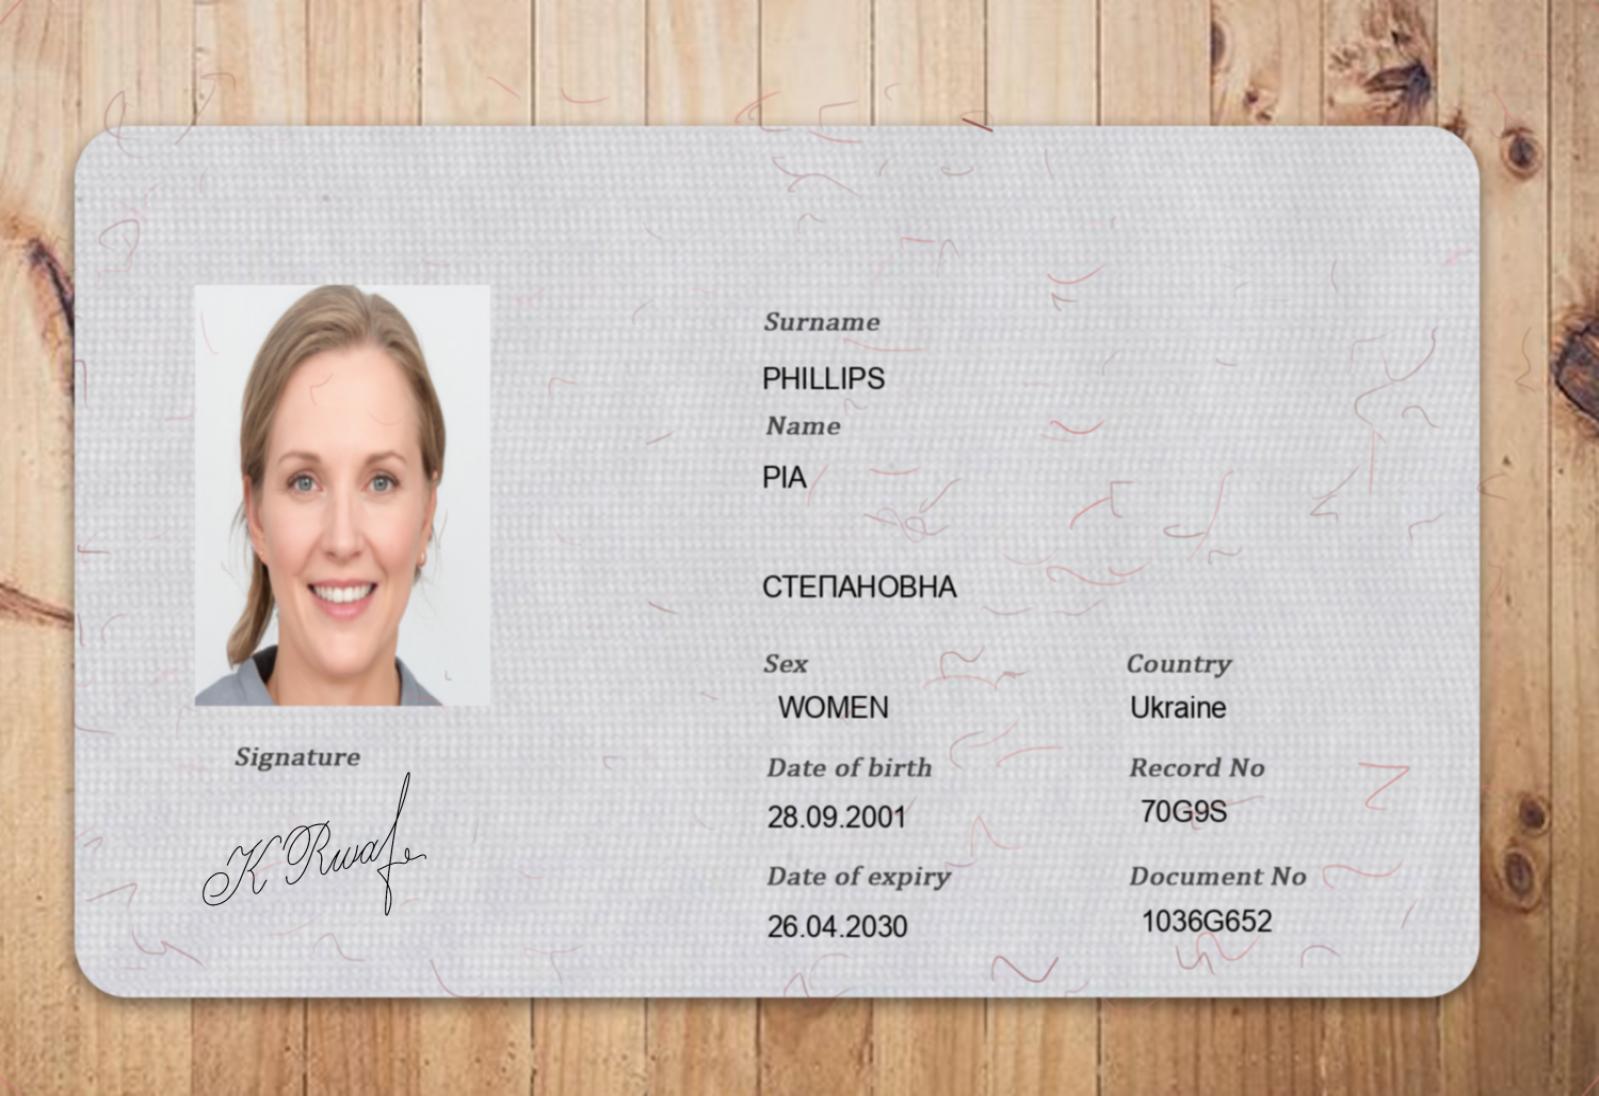 Surname
PHILLIPS
Name
PIA
СТЕПАНОВНА
Sex
Country
WOMEN
Ukraine
Date of birth
Record No
28.09.2001
70G9S
Date of expiry
Document No
26.04.2030
1036G652
Signature